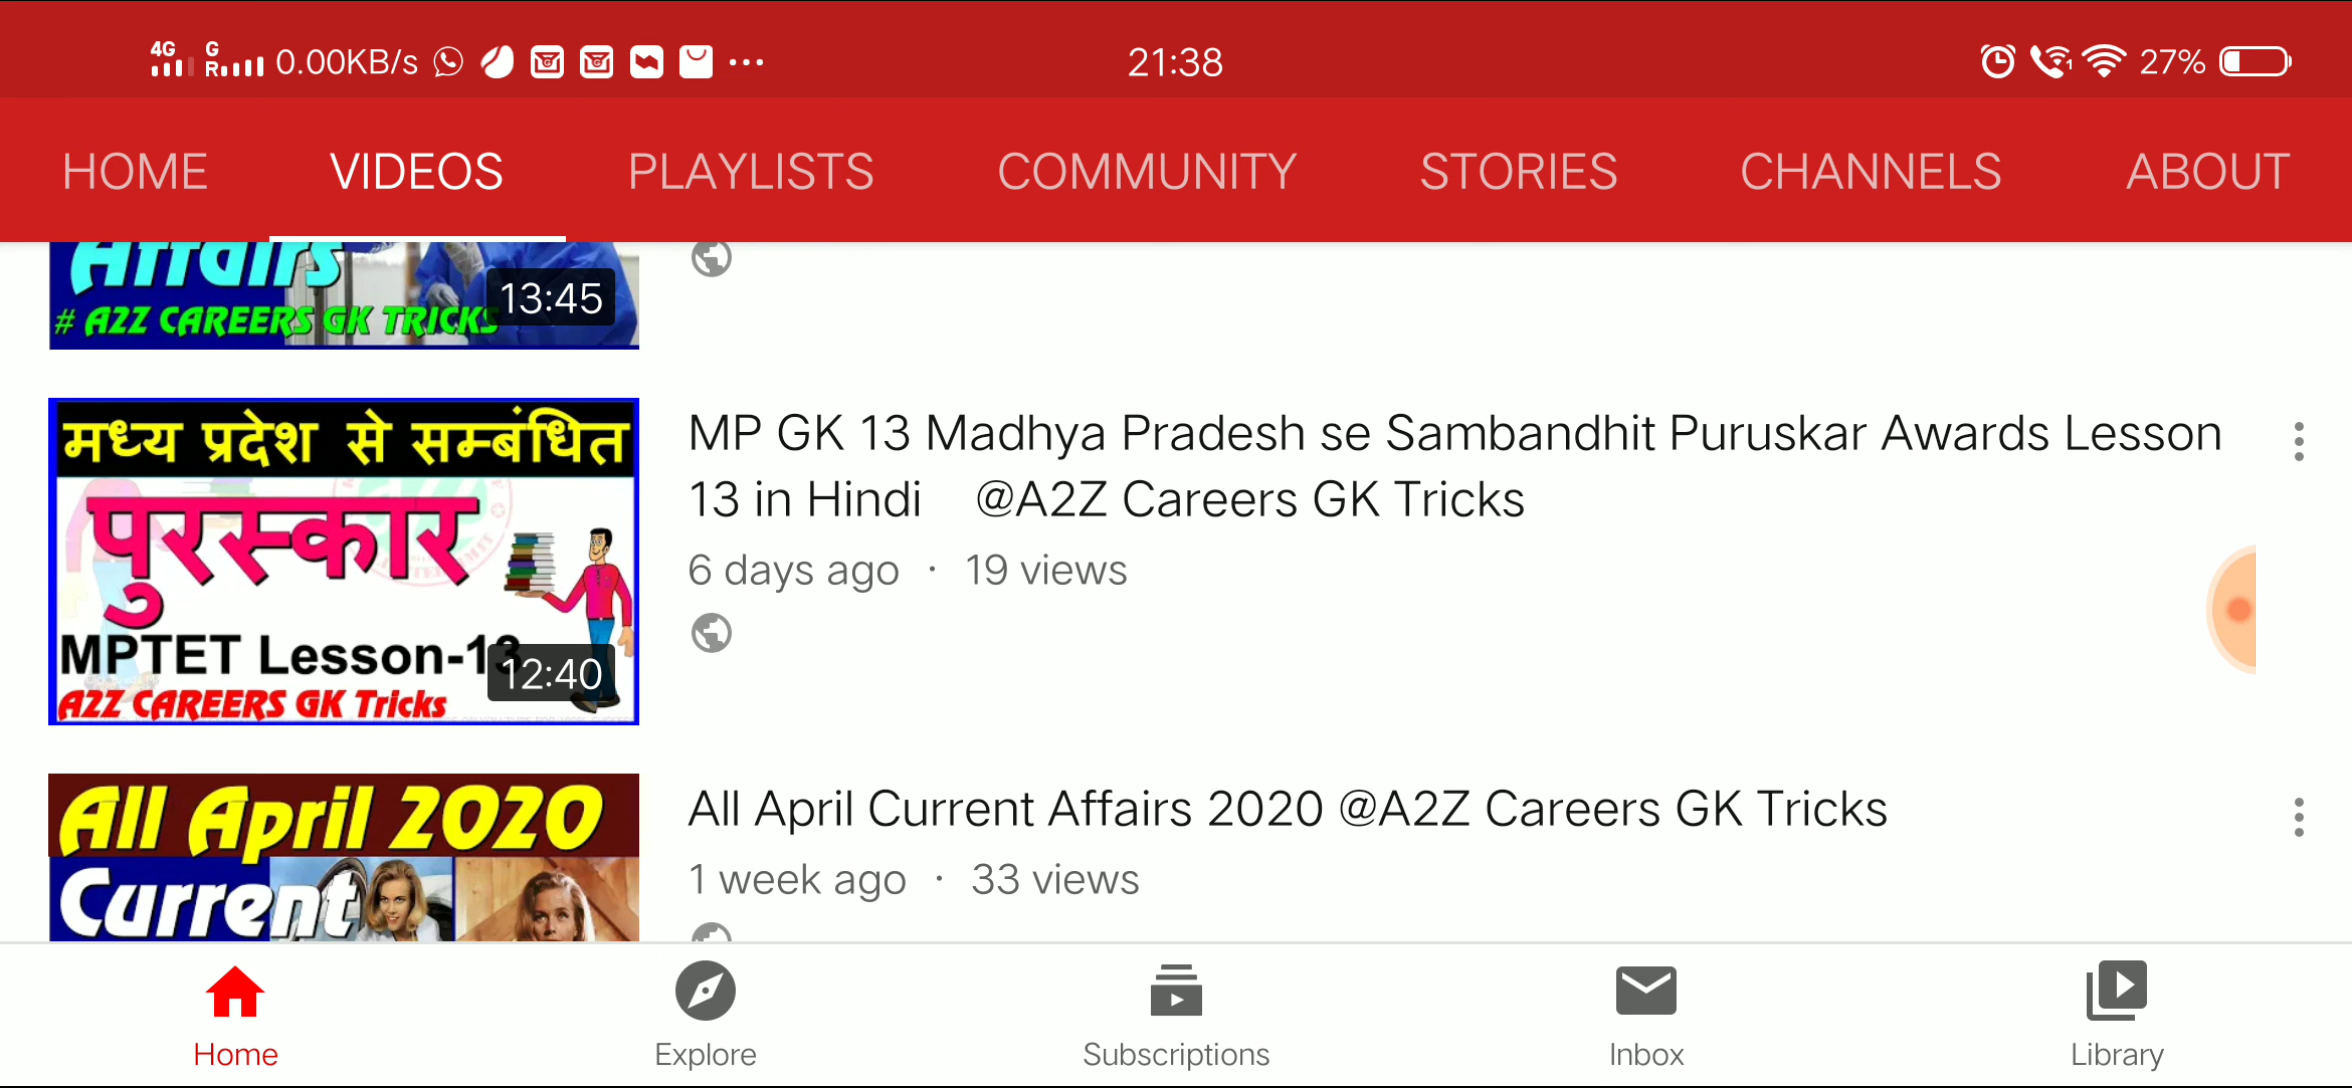 4G G R 0.00KB/s 21:38 1 27%
HOME VIDEOS PLAYLISTS COMMUNITY STORIES CHANNELS ABOUT
Affairs
# A2Z CAREERS GK TRICKS
13:45
मध्य प्रदेश से सम्बंधित
पुरस्कार
MPTET Lesson-13
A2Z CAREERS GK Tricks
12:40
MP GK 13 Madhya Pradesh se Sambandhit Puruskar Awards Lesson
13 in Hindi @A2Z Careers GK Tricks
6 days ago · 19 views
All April 2020
Current
All April Current Affairs 2020 @A2Z Careers GK Tricks
1 week ago · 33 views
Home Explore Subscriptions Inbox Library